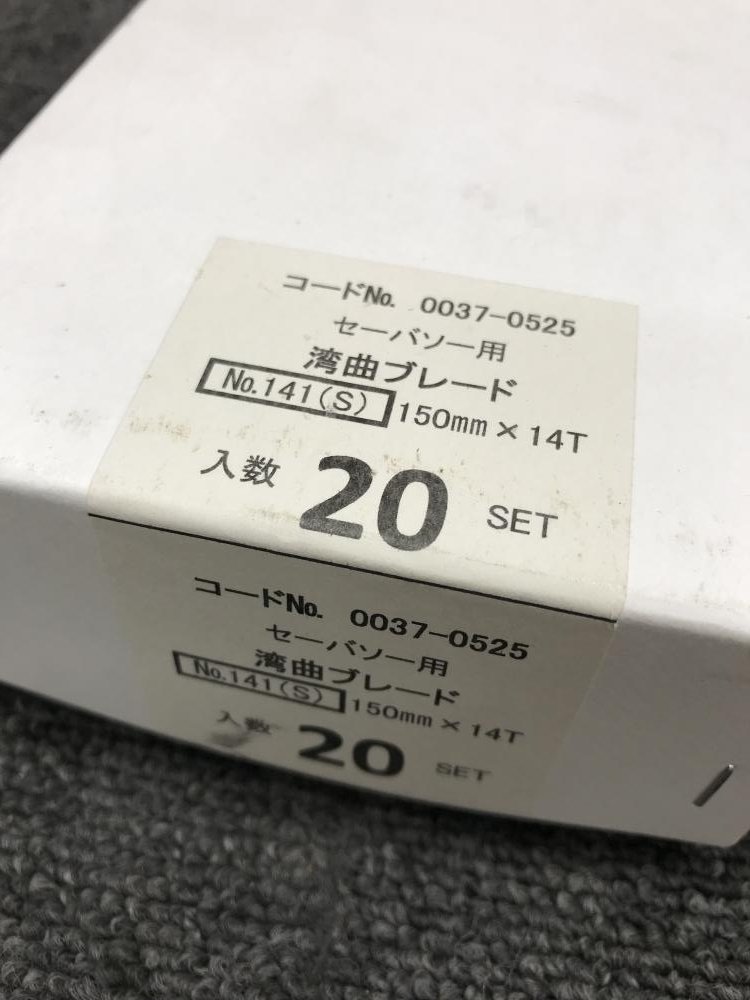 コードNo. 0037-0525
セーバソー用
湾曲ブレード
No.141(S) 150mm×14T
入数 20 SET
コードNo. 0037-0525
セーバソー用
湾曲ブレード
No.141(S) 150mm×14T
入数 20 SET